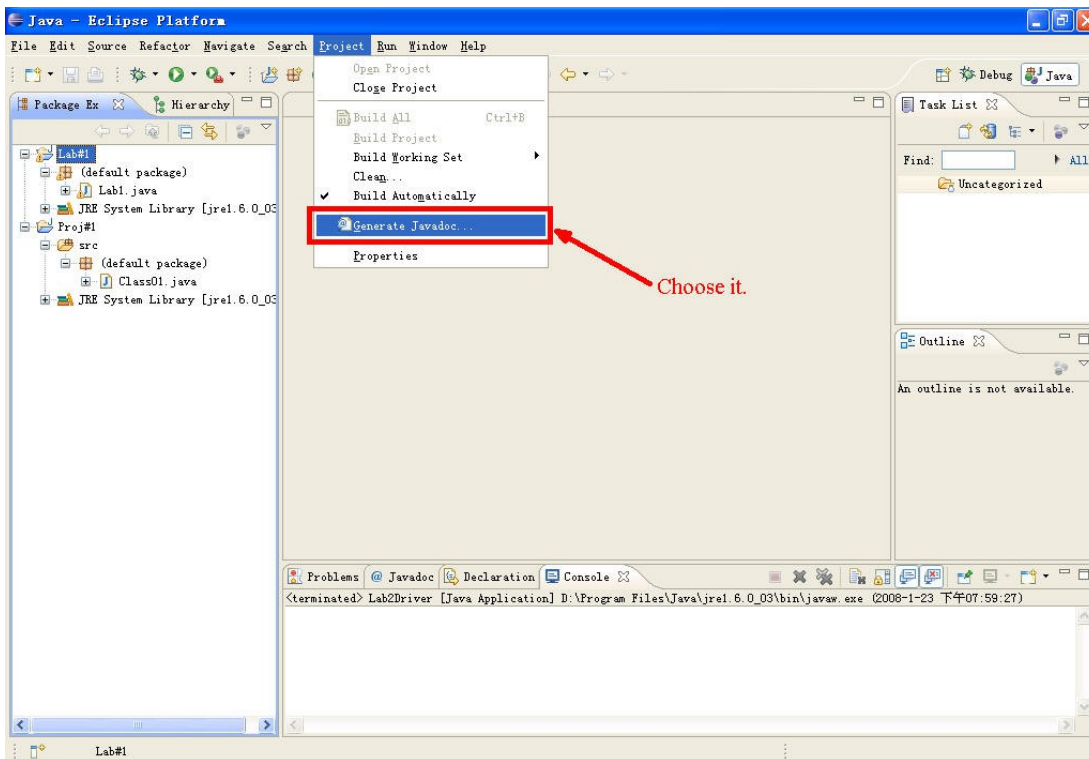 Java - Eclipse Platform
File Edit Source Refactor Navigate Search Project Run Window Help
Debug Java
Package Ex Hierarchy
Lab#1
(default package)
Lab1.java
JRE System Library [jre1.6.0_03
Proj#1
src
(default package)
Class01.java
JRE System Library [jre1.6.0_03
Open Project
Close Project
Build All Ctrl+B
Build Project
Build Working Set
Clean...
Build Automatically
Generate Javadoc...
Properties
Choose it.
Task List
Find: All
Uncategorized
Outline
An outline is not available.
Problems @ Javadoc Declaration Console
<terminated> Lab2Driver [Java Application] D:\Program Files\Java\jre1.6.0_03\bin\javaw.exe (2008-1-23 下午07:59:27)
Lab#1